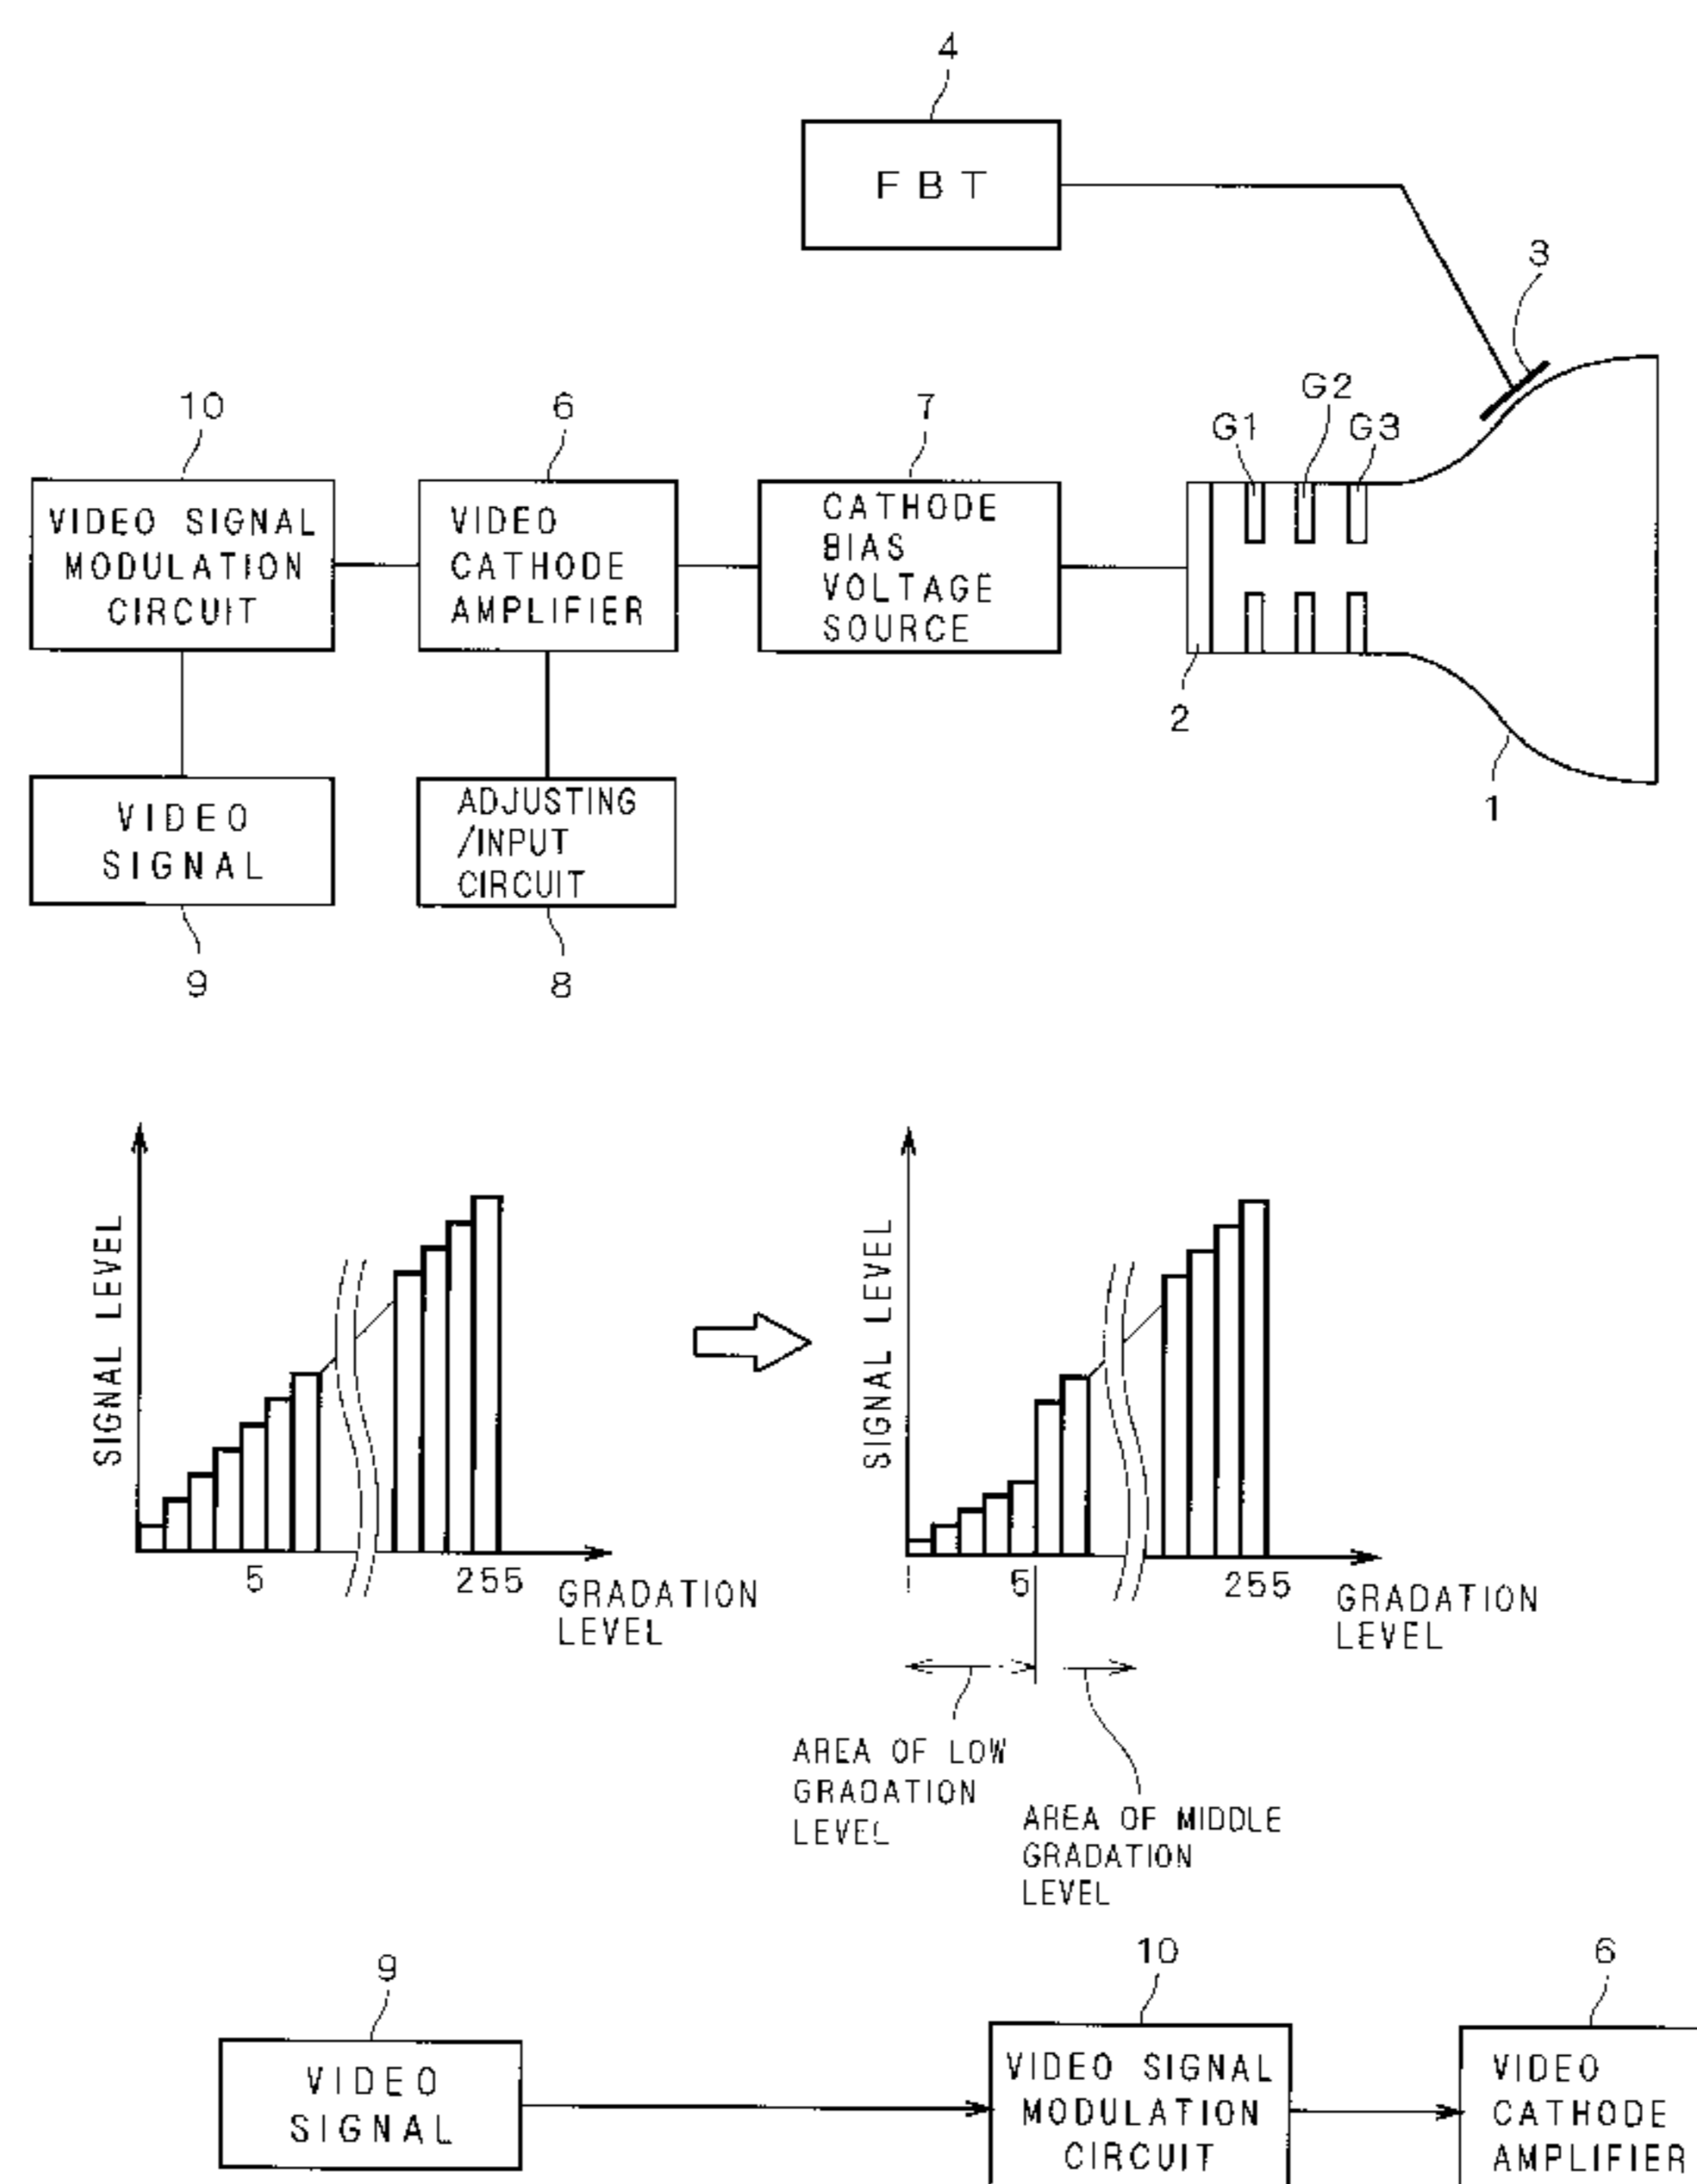 4
FBT
3
10
6
7
G1
G2
G3
VIDEO SIGNAL
MODULATION
CIRCUIT
VIDEO
CATHODE
AMPLIFIER
CATHODE
BIAS
VOLTAGE
SOURCE
2
1
VIDEO
SIGNAL
ADJUSTING
/INPUT
CIRCUIT
9
8
SIGNAL LEVEL
5
255
GRADATION
LEVEL
SIGNAL LEVEL
5
255
GRADATION
LEVEL
AREA OF LOW
GRADATION
LEVEL
AREA OF MIDDLE
GRADATION
LEVEL
9
10
6
VIDEO
SIGNAL
VIDEO SIGNAL
MODULATION
CIRCUIT
VIDEO
CATHODE
AMPLIFIER